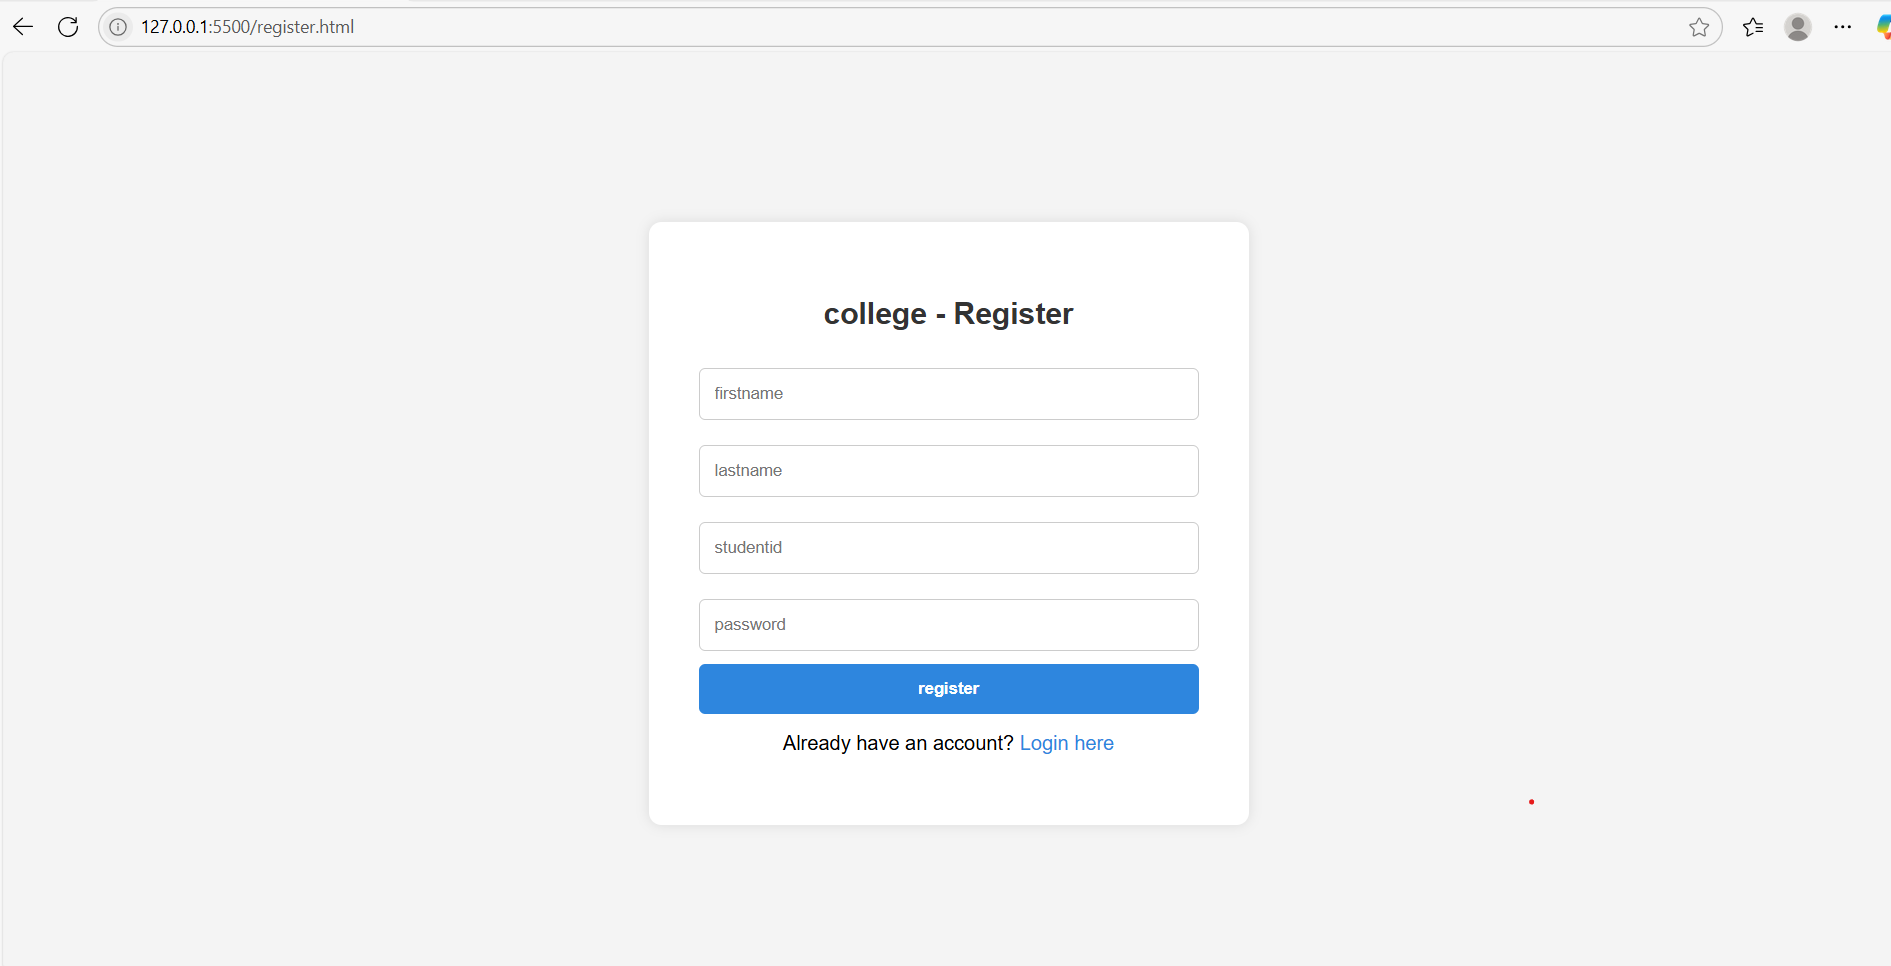 127.0.0.1:5500/register.html
college - Register
firstname
lastname
studentid
password
register
Already have an account? Login here